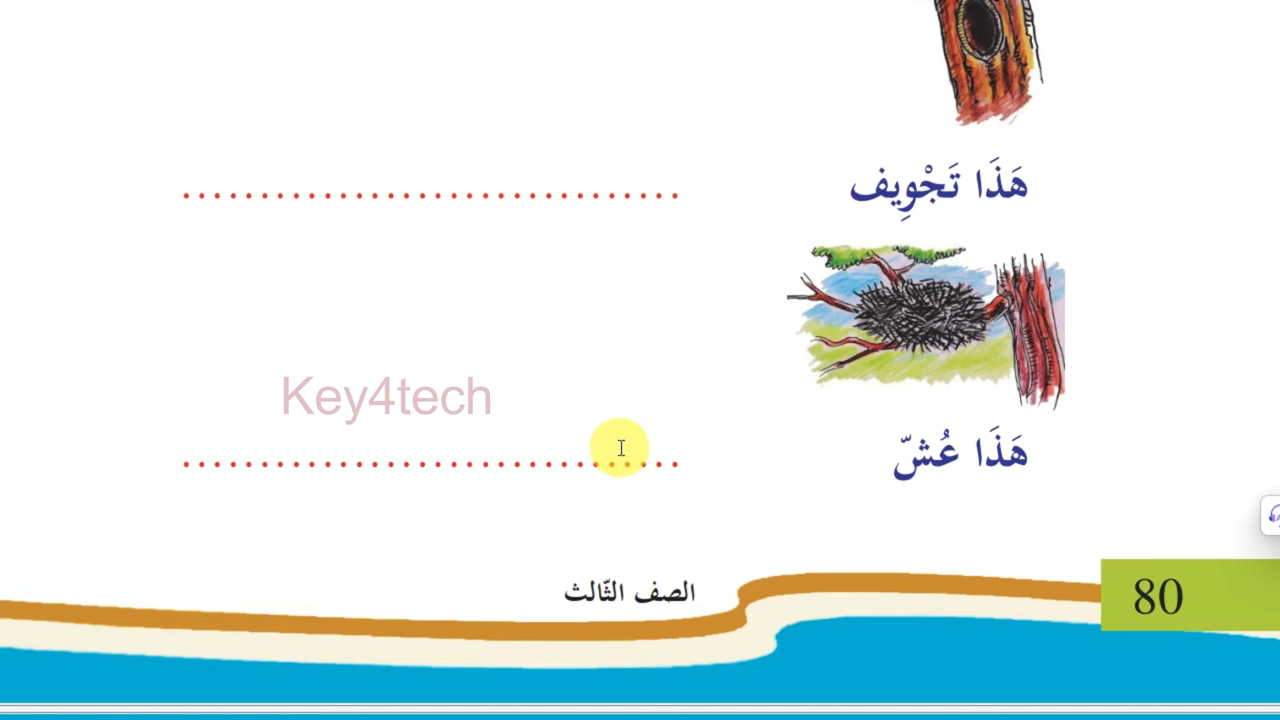 هَذَا تَجْوِيف ................................
Key4tech
هَذَا عُشّ ................................
الصف الثّالث
80